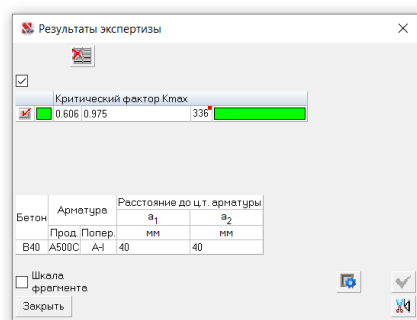 Результаты экспертизы
Критический фактор Kmax
0.606 0.975 336
Бетон Арматура Расстояние до ц.т. арматуры
Прод. Попер. a1 a2
мм мм
B40 A500C A-I 40 40
Шкала
фрагмента
Закрыть